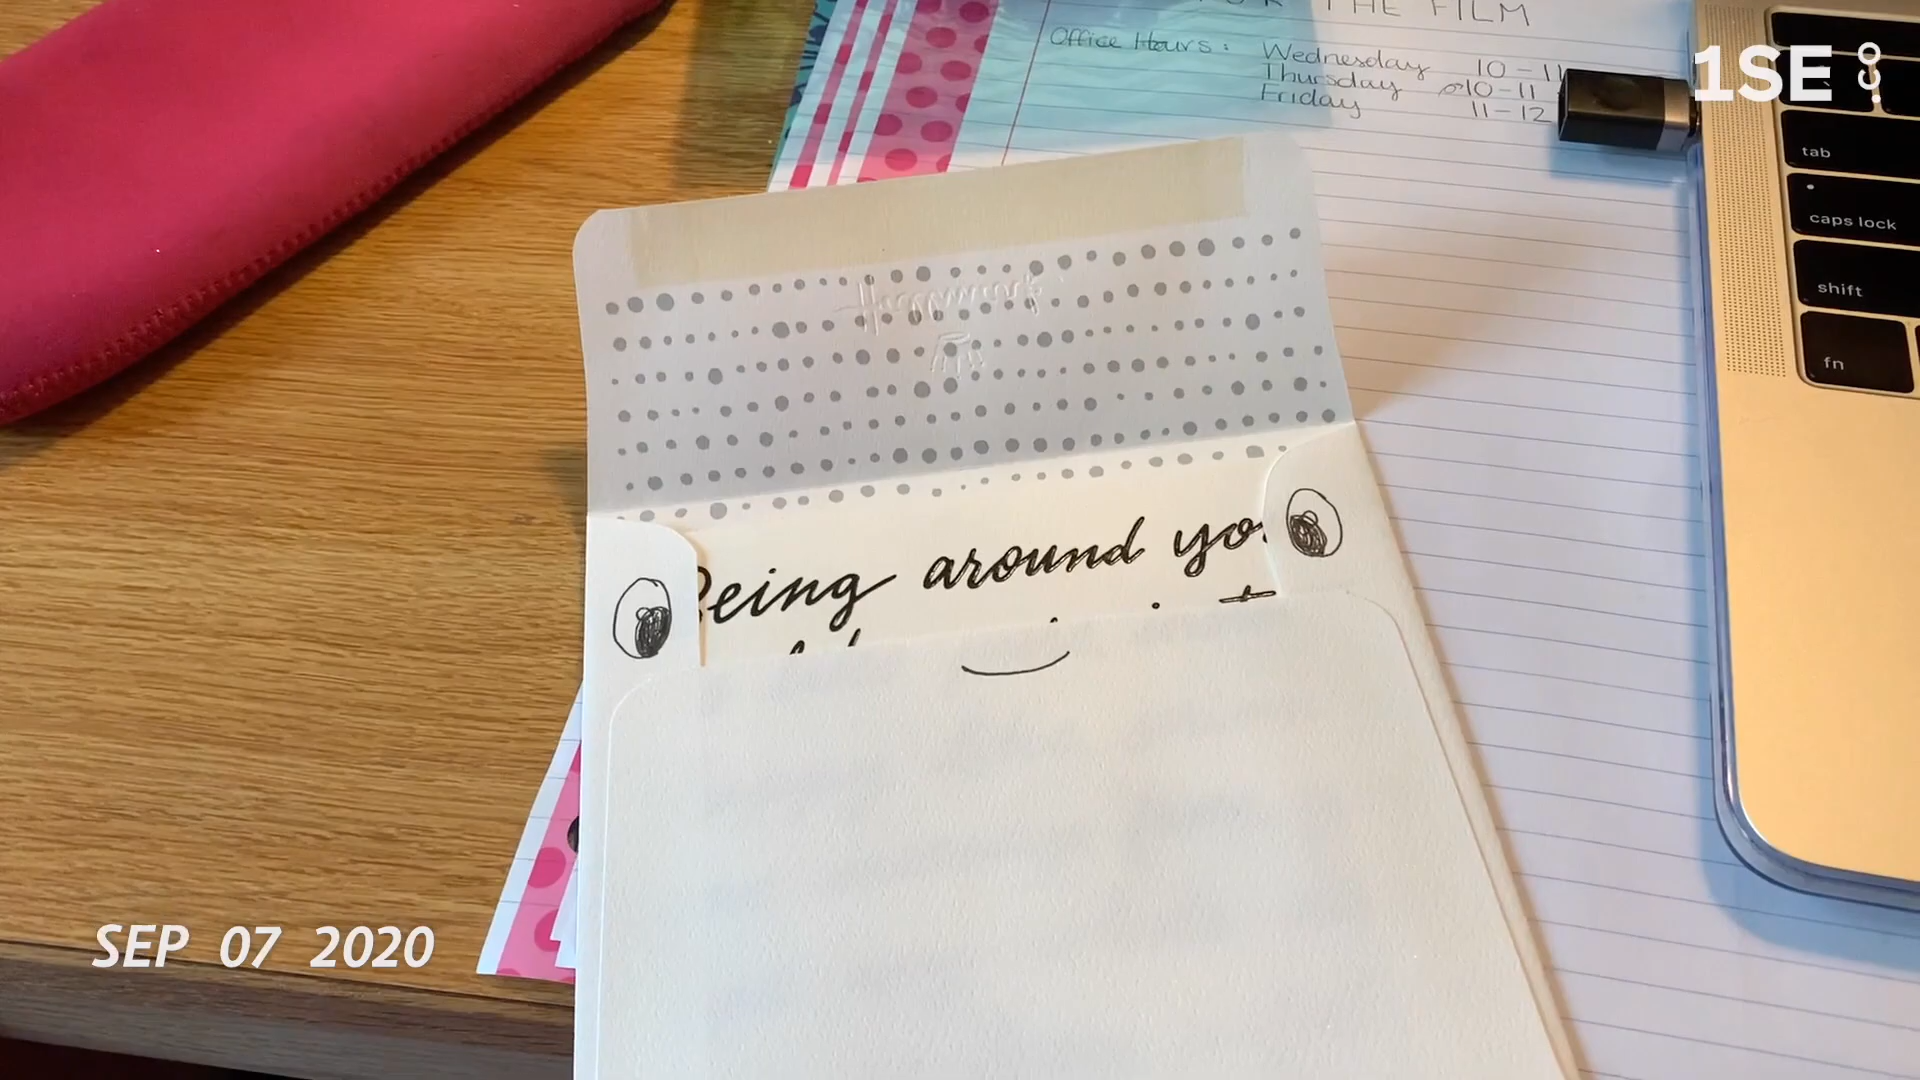 THE FILM
Office Hours: Wednesday 10-11
Thursday 10-11
Friday 11-12
1SE
tab
caps lock
shift
fn
Hallmark
Being around yo
SEP 07 2020